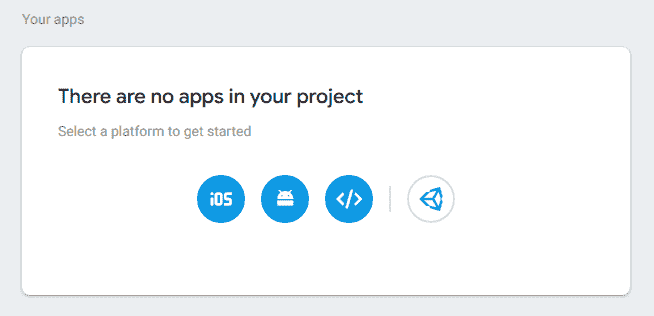 Your apps
There are no apps in your project
Select a platform to get started
iOS
</>